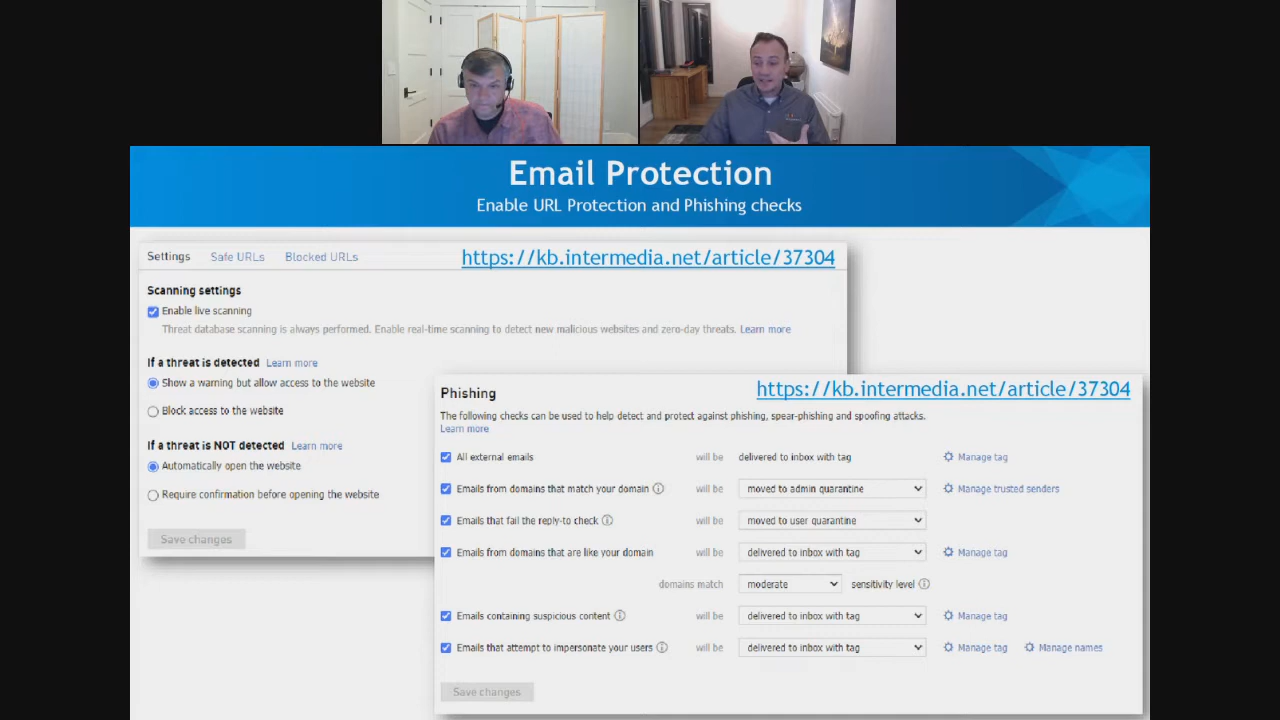 Email Protection
Enable URL Protection and Phishing checks
Settings Safe URLs Blocked URLs https://kb.intermedia.net/article/37304
Scanning settings
Enable live scanning
Threat database scanning is always performed. Enable real-time scanning to detect new malicious websites and zero-day threats. Learn more
If a threat is detected Learn more
Show a warning but allow access to the website
Block access to the website
If a threat is NOT detected Learn more
Automatically open the website
Require confirmation before opening the website
Save changes
Phishing https://kb.intermedia.net/article/37304
The following checks can be used to help detect and protect against phishing, spear-phishing and spoofing attacks.
Learn more
All external emails will be delivered to inbox with tag Manage tag
Emails from domains that match your domain will be moved to admin quarantine Manage trusted senders
Emails that fail the reply-to check will be moved to user quarantine
Emails from domains that are like your domain will be delivered to inbox with tag Manage tag
domains match moderate sensitivity level
Emails containing suspicious content will be delivered to inbox with tag Manage tag
Emails that attempt to impersonate your users will be delivered to inbox with tag Manage tag Manage names
Save changes